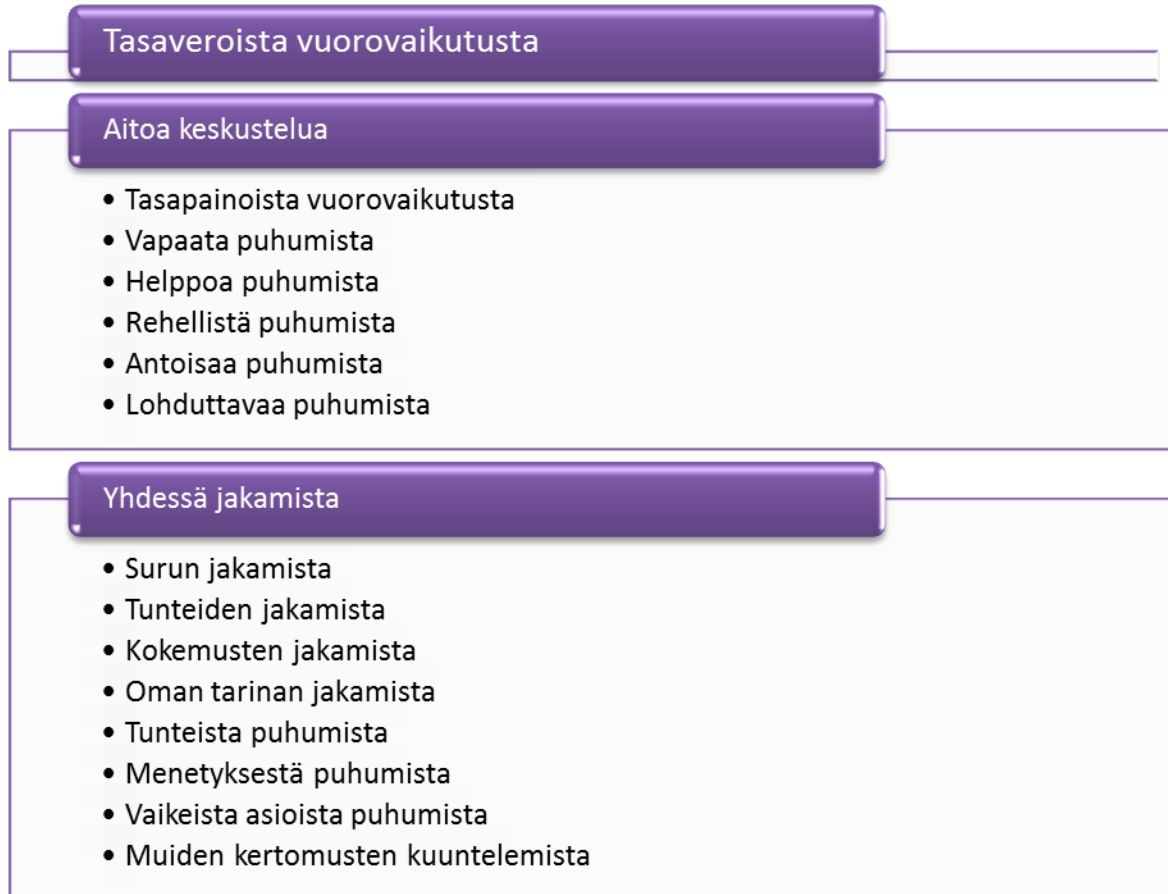 Tasaveroista vuorovaikutusta
Aitoa keskustelua
• Tasapainoista vuorovaikutusta
• Vapaata puhumista
• Helppoa puhumista
• Rehellistä puhumista
• Antoisaa puhumista
• Lohduttavaa puhumista
Yhdessä jakamista
• Surun jakamista
• Tunteiden jakamista
• Kokemusten jakamista
• Oman tarinan jakamista
• Tunteista puhumista
• Menetyksestä puhumista
• Vaikeista asioista puhumista
• Muiden kertomusten kuuntelemista